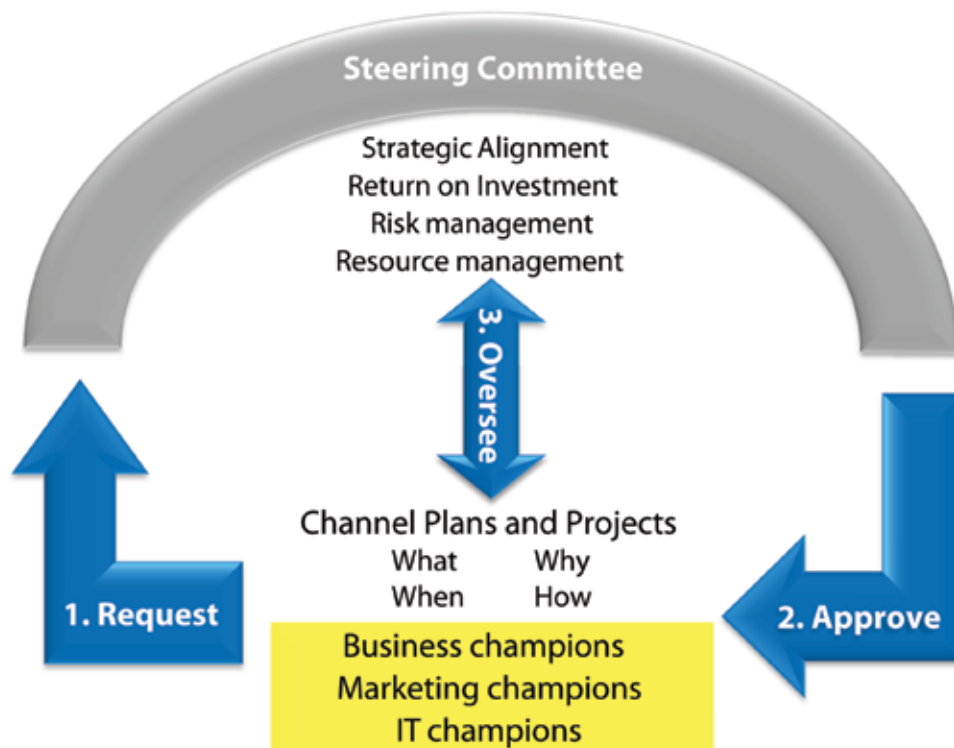 Steering Committee
Strategic Alignment
Return on Investment
Risk management
Resource management
3. Oversee
Channel Plans and Projects
What Why
When How
1. Request
2. Approve
Business champions
Marketing champions
IT champions